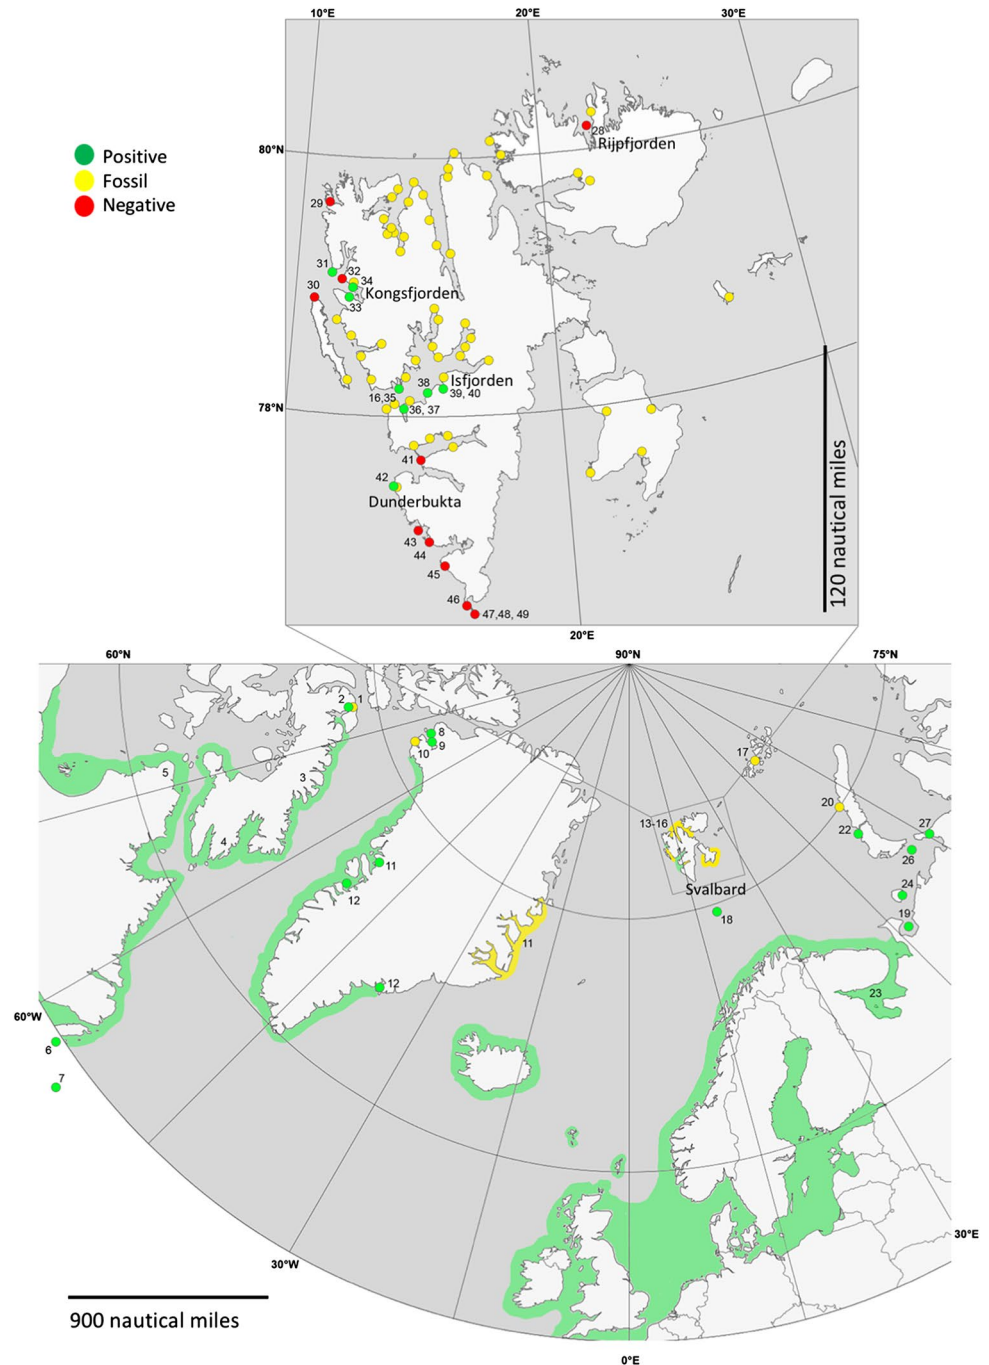 10°E 20°E 30°E
Positive
Fossil
Negative
80°N
28
Rijpfjorden
29
31
32
34
30
Kongsfjorden
33
38
Isfjorden
16,35
39, 40
78°N
36, 37
41
42
Dunderbukta
43
44
45
46
47,48, 49
120 nautical miles
20°E
60°N 90°N 75°N
2 1
8
9
10
17
5
3
20
4
13-16
22
27
26
11
12
Svalbard
24
18
19
11
12
23
60°W
6
7
30°E
30°W
900 nautical miles
0°E